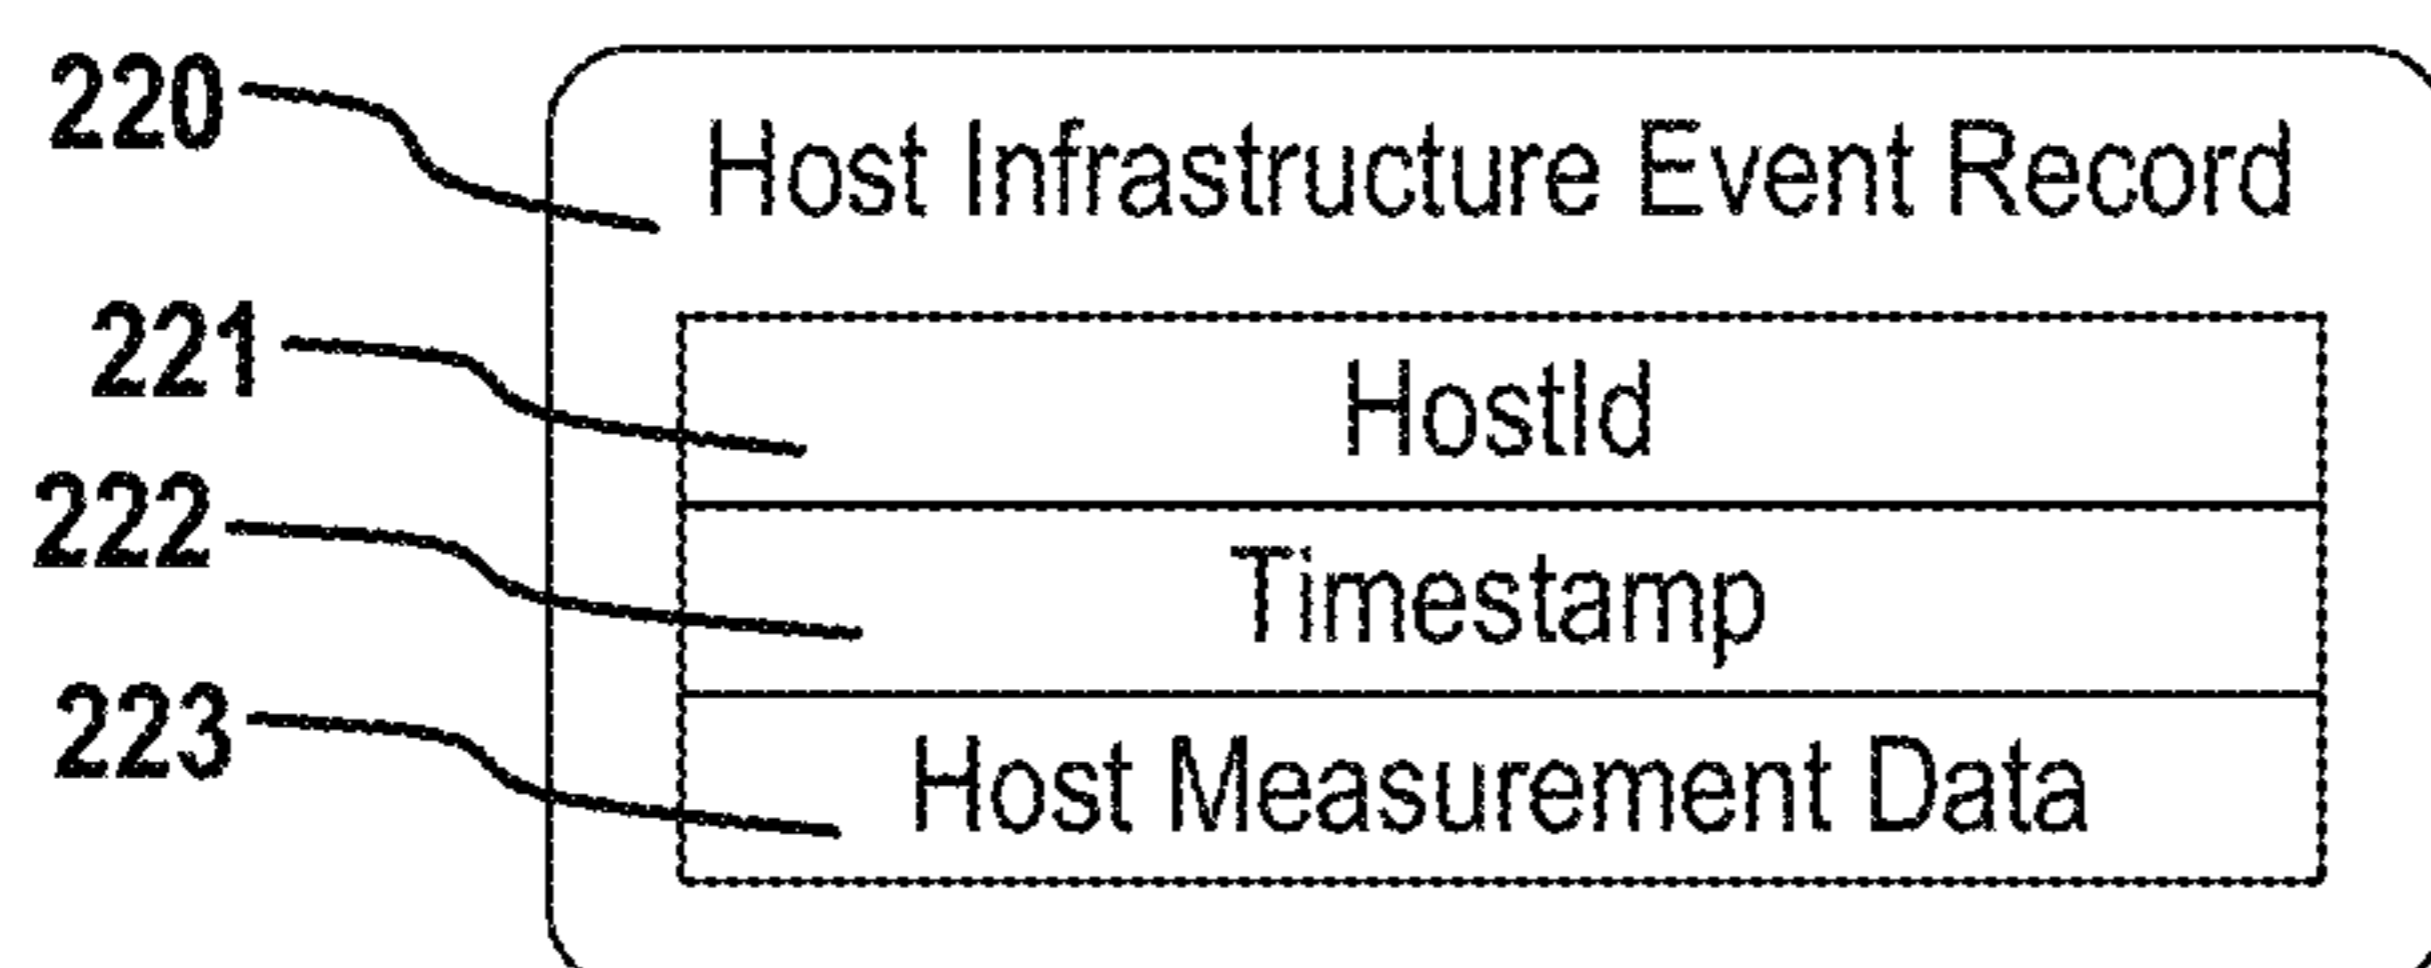 220
Host Infrastructure Event Record
221
HostId
222
Timestamp
223
Host Measurement Data